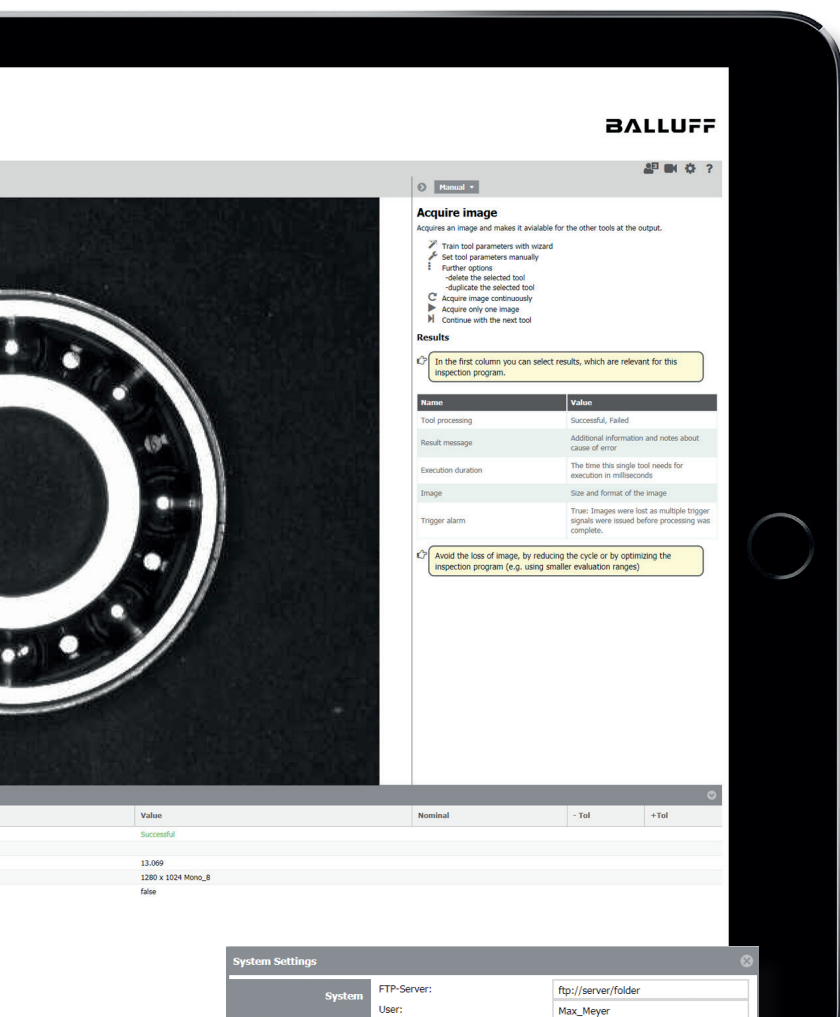 BALLUFF
3
?
Manual
Acquire image
Acquires an image and makes it avialable for the other tools at the output.
Train tool parameters with wizard
Set tool parameters manually
Further options
-delete the selected tool
-duplicate the selected tool
Acquire image continuously
Acquire only one image
Continue with the next tool
Results
In the first column you can select results, which are relevant for this
inspection program.
Name Value
Tool processing Successful, Failed
Result message Additional information and notes about
cause of error
Execution duration The time this single tool needs for
execution in milliseconds
Image Size and format of the image
Trigger alarm True: Images were lost as multiple trigger
signals were issued before processing was
complete.
Avoid the loss of image, by reducing the cycle or by optimizing the
inspection program (e.g. using smaller evaluation ranges)
Value Nominal - Tol +Tol
Successful
13.069
1280 x 1024 Mono_8
false
System Settings
System FTP-Server: ftp://server/folder
User: Max_Meyer